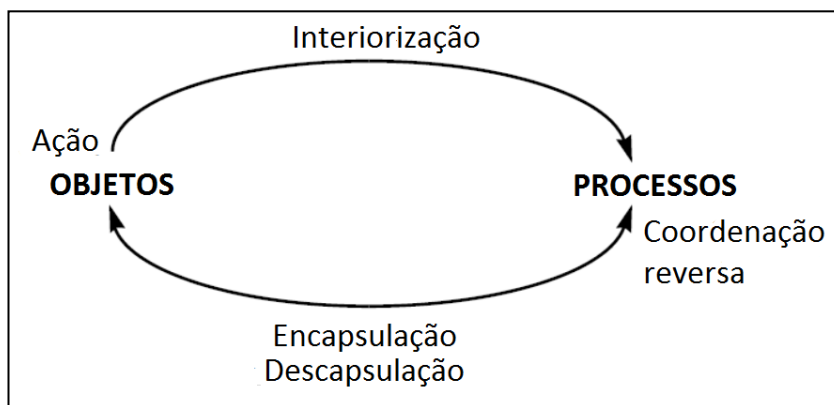 Interiorização
Ação
OBJETOS
PROCESSOS
Coordenação
reversa
Encapsulação
Descapsulação